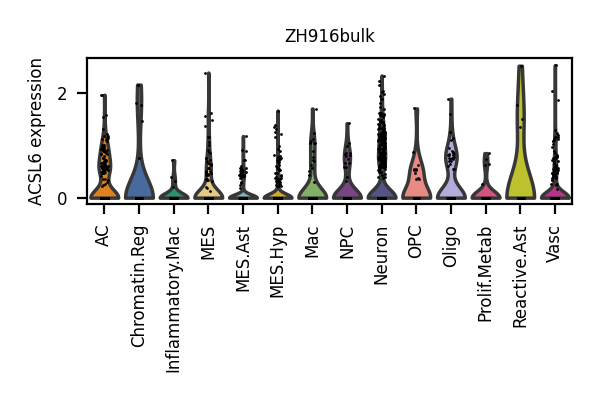 ZH916bulk
ACSL6 expression
2
0
AC
Chromatin.Reg
Inflammatory.Mac
MES
MES.Ast
MES.Hyp
Mac
NPC
Neuron
OPC
Oligo
Prolif.Metab
Reactive.Ast
Vasc